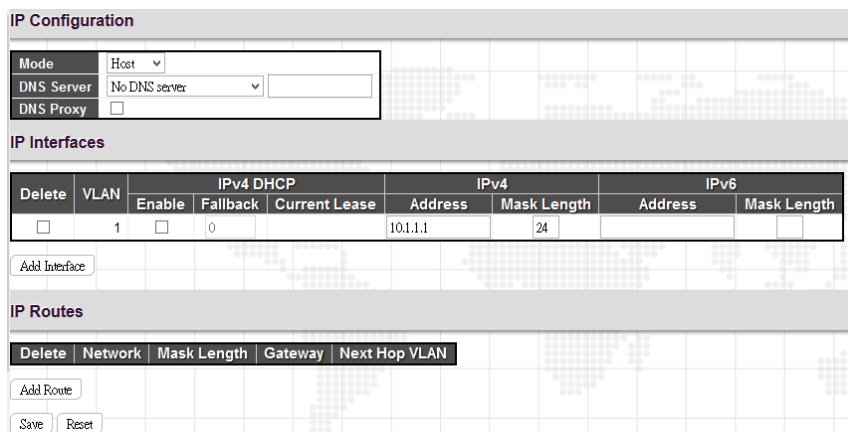 IP Configuration
Mode Host
DNS Server No DNS server
DNS Proxy
IP Interfaces
Delete VLAN IPv4 DHCP IPv4 IPv6
Enable Fallback Current Lease Address Mask Length Address Mask Length
1 0 10.1.1.1 24
Add Interface
IP Routes
Delete Network Mask Length Gateway Next Hop VLAN
Add Route
Save Reset